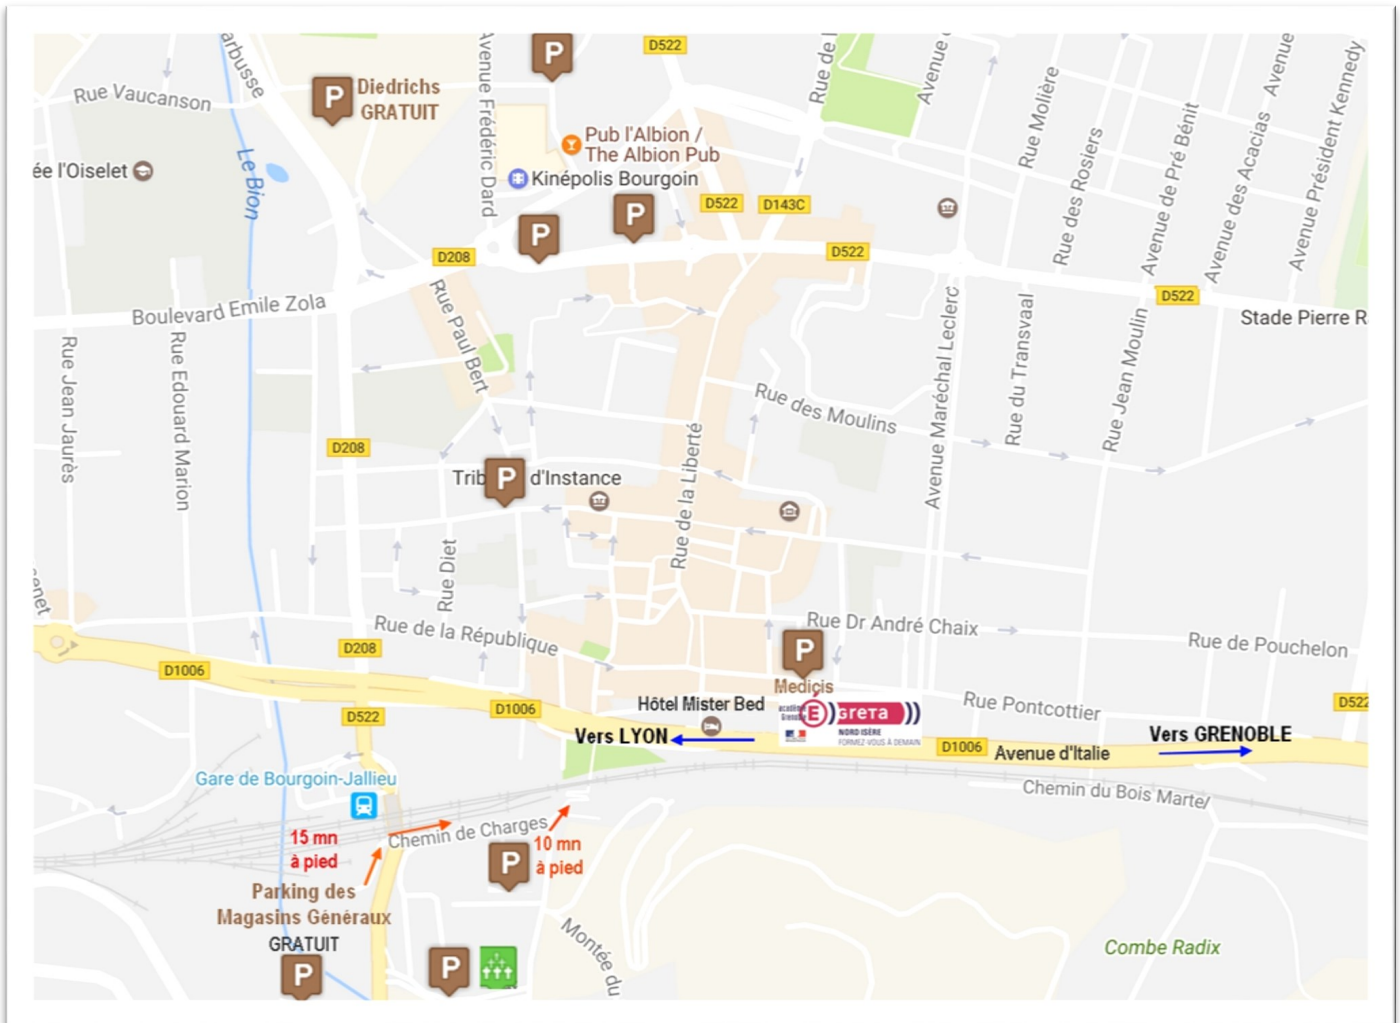 D522
arbusse
Avenue Frédéric Dard
Rue de l
Avenue
Avenue
Rue Vaucanson
P
P
Diedrichs
GRATUIT
Rue Molière
Rue des Rosiers
Avenue de Pré Bénit
Avenue des Acacias
Avenue Président Kennedy
Pub l'Albion /
The Albion Pub
ée l'Oiselet
Le Bion
Kinépolis Bourgoin
D522
D143C
P
P
D208
D522
D522
Boulevard Emile Zola
Stade Pierre R
Rue Paul Bert
Rue Jean Jaurès
Rue Edouard Marion
Avenue Maréchal Leclerc
Rue du Transvaal
Rue Jean Moulin
Rue des Moulins
D208
Rue de la Liberté
Trib
P
d'Instance
Rue Diet
senet
Rue de la République
Rue Dr André Chaix
Rue de Pouchelon
D208
P
Medicis
D1006
D522
D1006
Hôtel Mister Bed
GRETA
NORD ISÈRE
FORMEZ-VOUS À DEMAIN
Rue Pontcottier
D522
Vers LYON
D1006
Avenue d'Italie
Vers GRENOBLE
Gare de Bourgoin-Jallieu
Chemin du Bois Martel
15 mn
à pied
Chemin de Charges
10 mn
à pied
P
Parking des
Magasins Généraux
GRATUIT
P
P
Montée du
Combe Radix